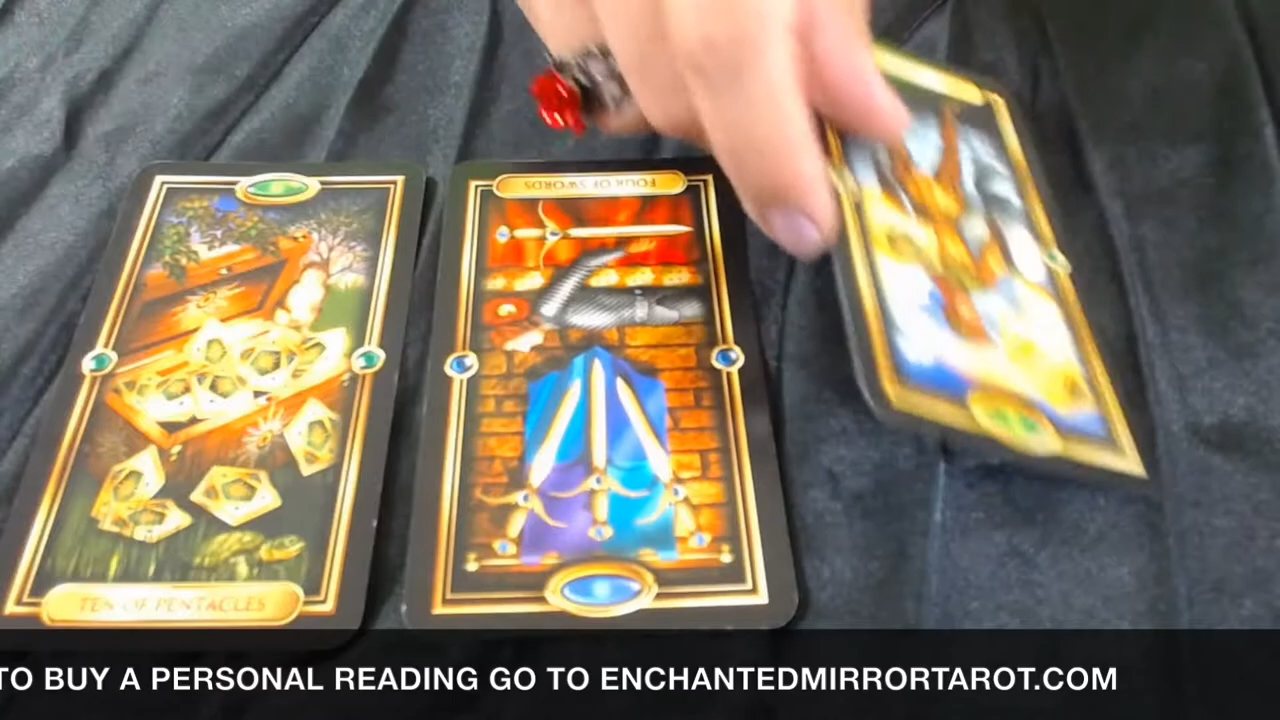 FOUR OF SWORDS
TEN OF PENTACLES
TO BUY A PERSONAL READING GO TO ENCHANTEDMIRRORTAROT.COM